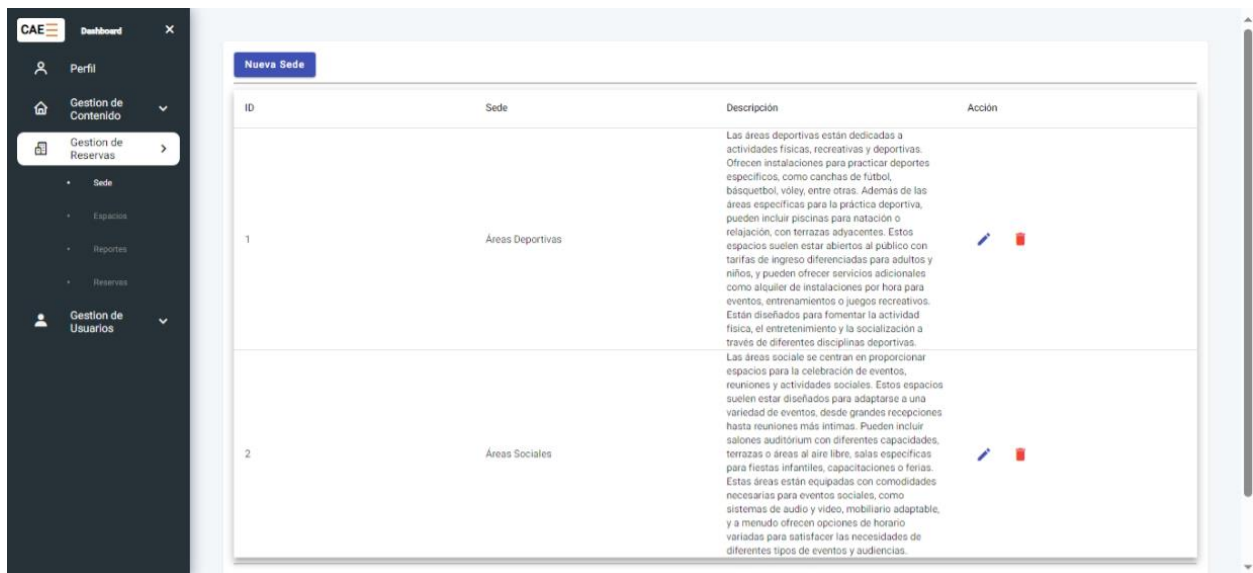 CAE Dashboard ×
Perfil
Gestion de
Contenido
Gestion de
Reservas
Sede
Espacios
Reportes
Reservas
Gestion de
Usuarios
Nueva Sede
ID Sede Descripción Acción
1 Áreas Deportivas
Las áreas deportivas están dedicadas a
actividades físicas, recreativas y deportivas.
Ofrecen instalaciones para practicar deportes
específicos, como canchas de fútbol,
básquetbol, vóley, entre otras. Además de las
áreas específicas para la práctica deportiva,
pueden incluir piscinas para natación o
relajación, con terrazas adyacentes. Estos
espacios suelen estar abiertos al público con
tarifas de ingreso diferenciadas para adultos y
niños, y pueden ofrecer servicios adicionales
como alquiler de instalaciones por hora para
eventos, entrenamientos o juegos recreativos.
Están diseñados para fomentar la actividad
física, el entretenimiento y la socialización a
través de diferentes disciplinas deportivas.
2 Áreas Sociales
Las áreas sociale se centran en proporcionar
espacios para la celebración de eventos,
reuniones y actividades sociales. Estos espacios
suelen estar diseñados para adaptarse a una
variedad de eventos, desde grandes recepciones
hasta reuniones más íntimas. Pueden incluir
salones auditórium con diferentes capacidades,
terrazas o áreas al aire libre, salas específicas
para fiestas infantiles, capacitaciones o ferias.
Estas áreas están equipadas con comodidades
necesarias para eventos sociales, como
sistemas de audio y video, mobiliario adaptable,
y a menudo ofrecen opciones de horario
variadas para satisfacer las necesidades de
diferentes tipos de eventos y audiencias.